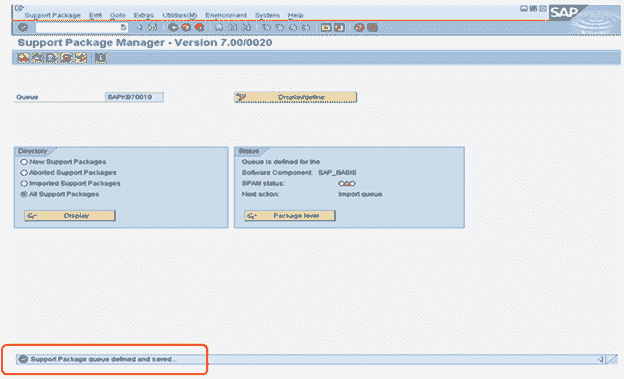 Support Package Edit Goto Extras Utilities(M) Environment System Help
SAP
Support Package Manager - Version 7.00/0020
Queue SAPKB70019 Display/define
Directory
New Support Packages
Aborted Support Packages
Imported Support Packages
All Support Packages
Display
Status
Queue is defined for the
Software Component: SAP_BASIS
SPAM status:
Next action: Import queue
Package level
Support Package queue defined and saved...